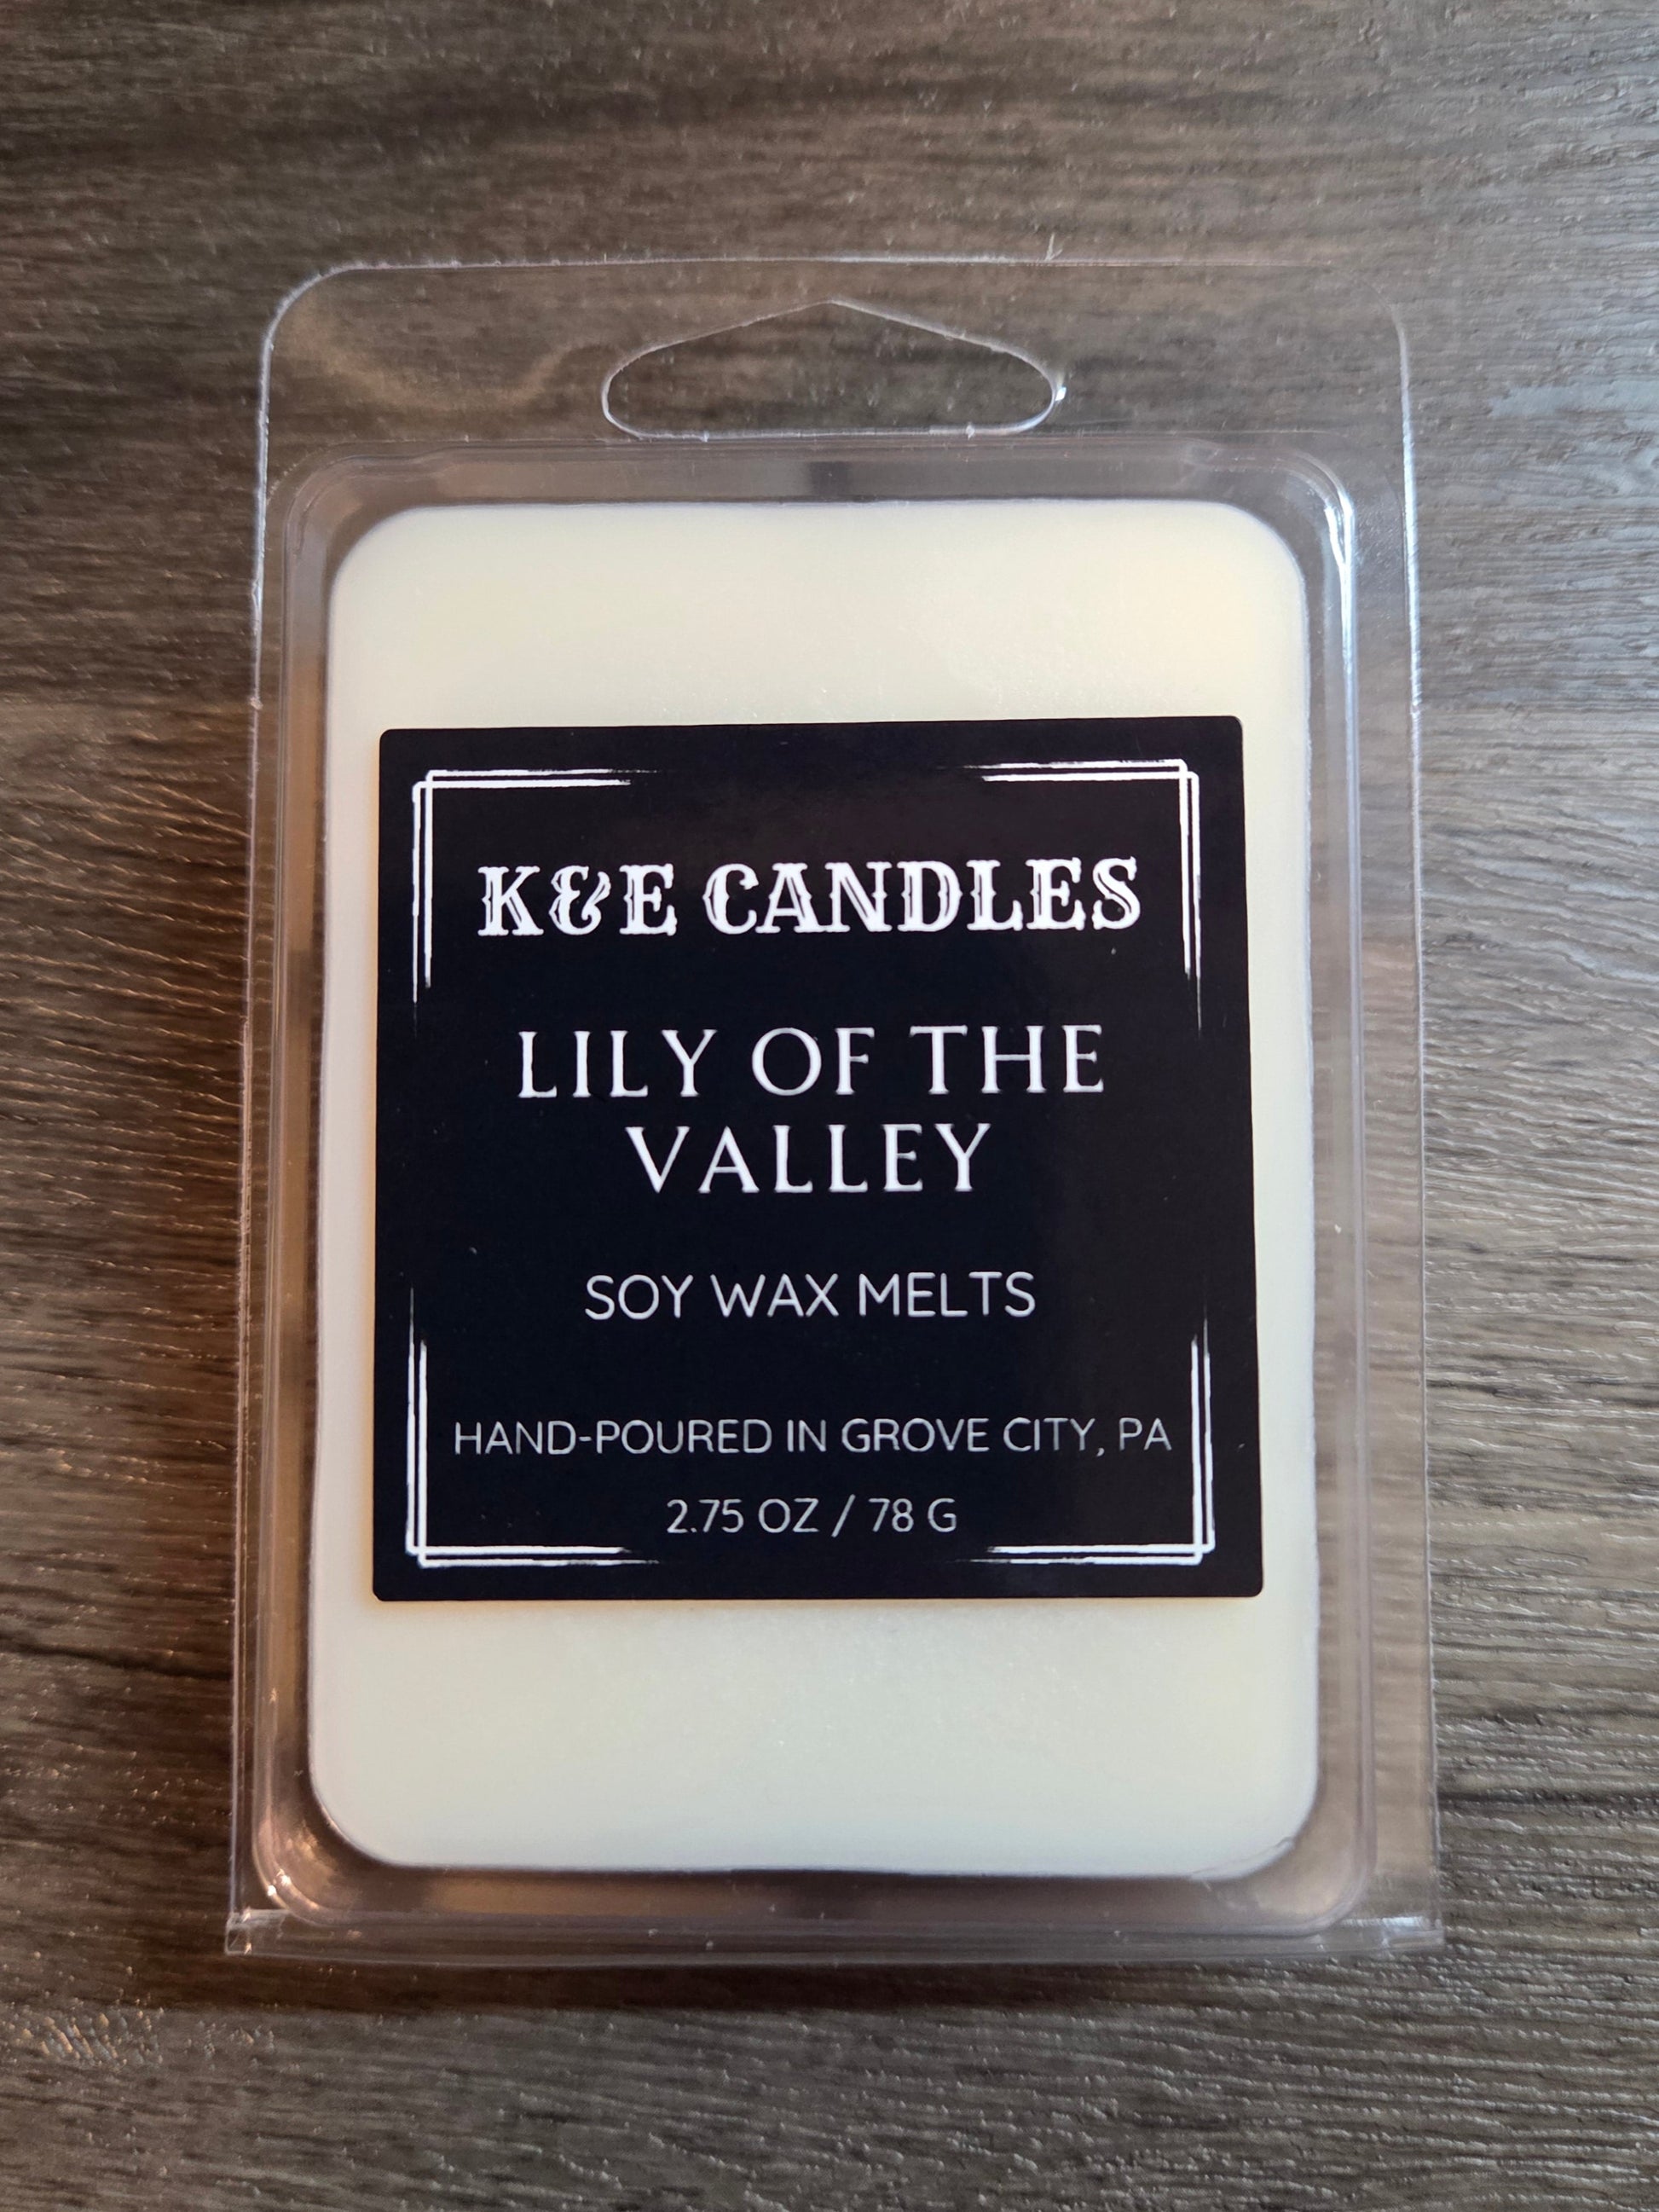 K&E CANDLES
LILY OF THE
VALLEY
SOY WAX MELTS
HAND-POURED IN GROVE CITY, PA
2.75 OZ / 78 G